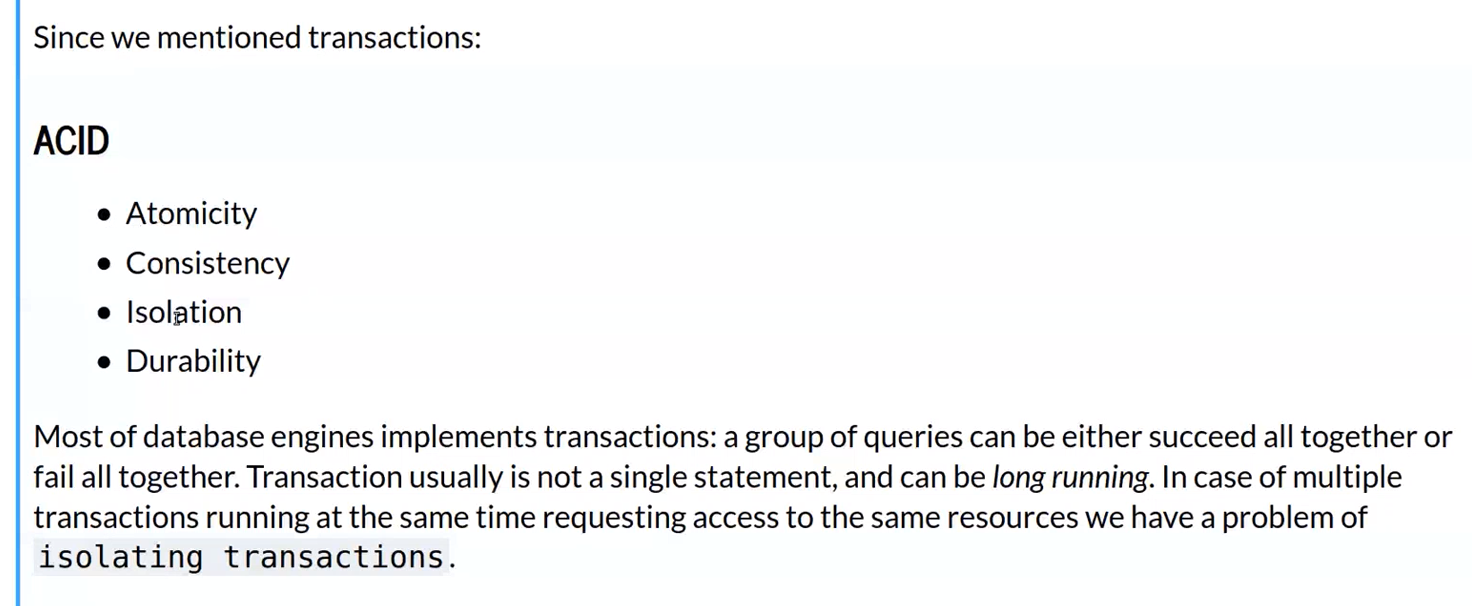 Since we mentioned transactions:
ACID
Atomicity
Consistency
Isolation
Durability
Most of database engines implements transactions: a group of queries can be either succeed all together or
fail all together. Transaction usually is not a single statement, and can be long running. In case of multiple
transactions running at the same time requesting access to the same resources we have a problem of
isolating transactions.